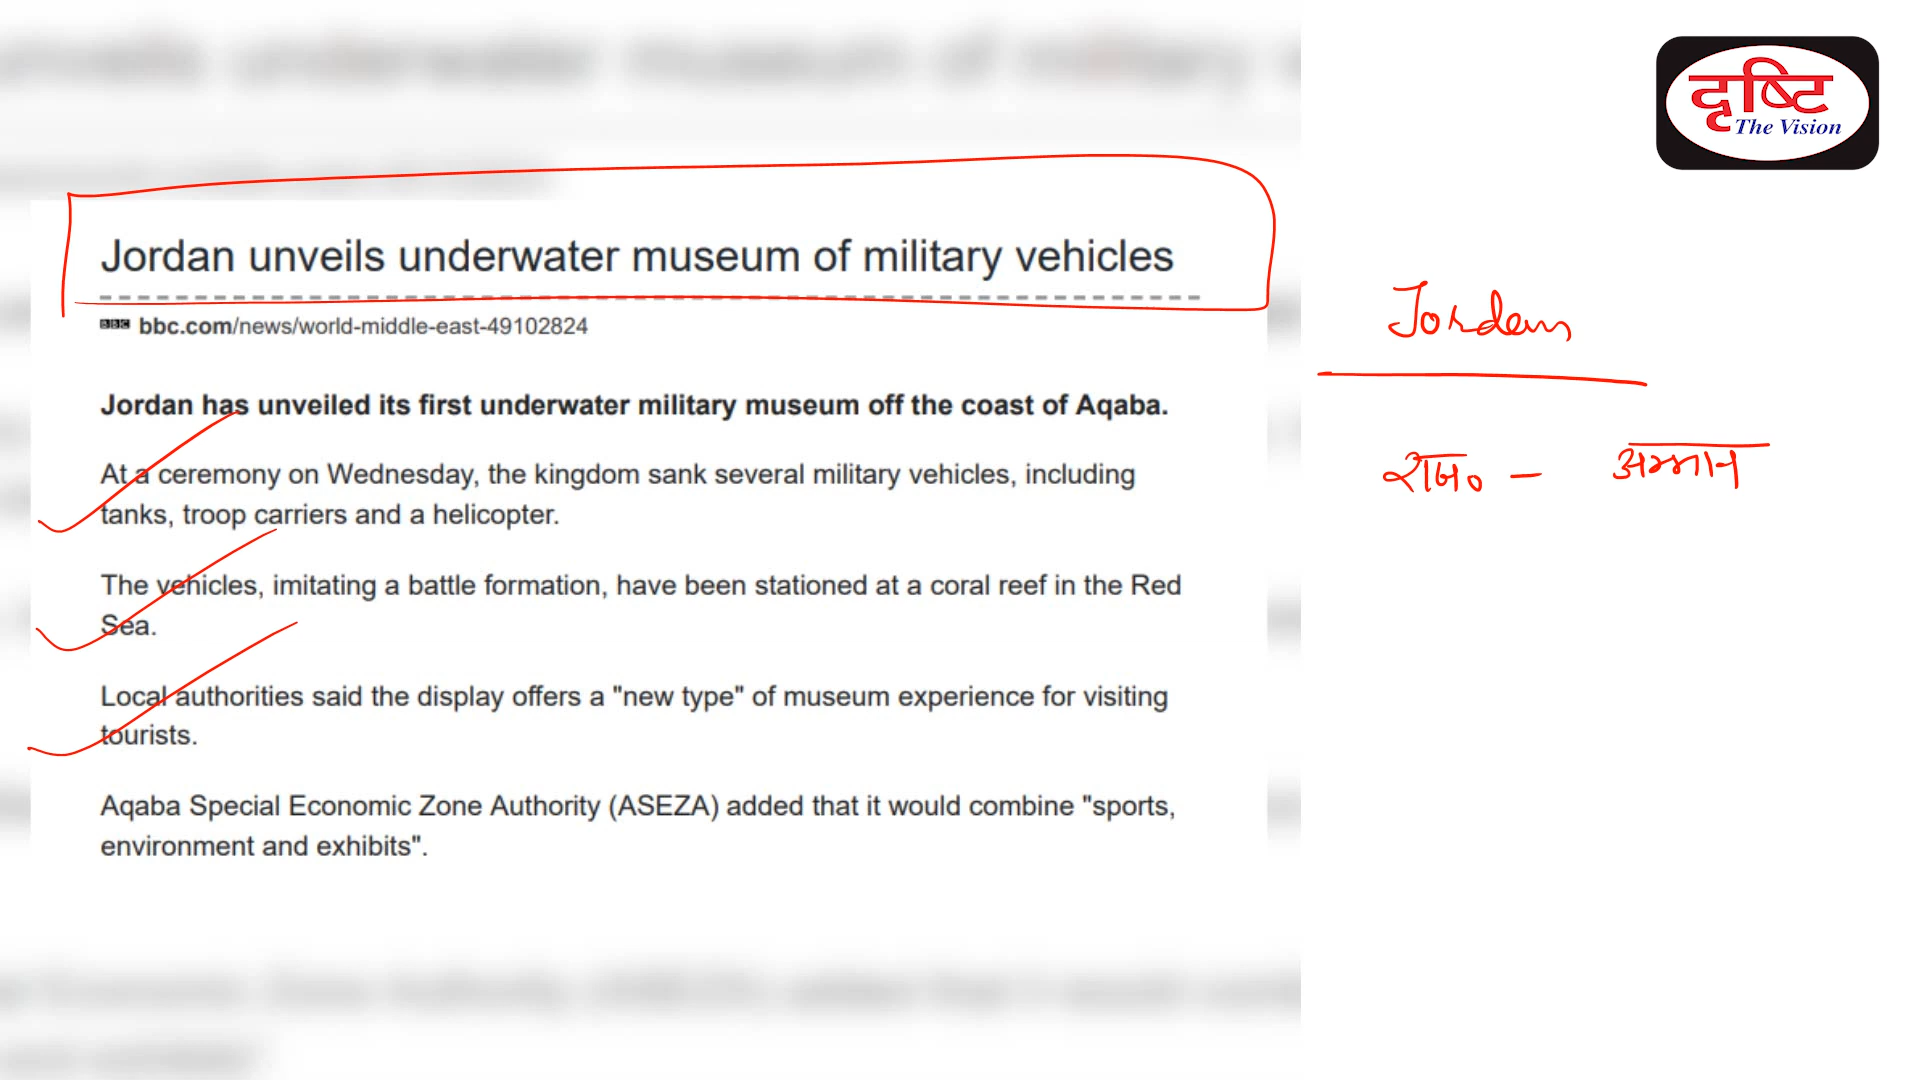 दृष्टि
The Vision
Jordan unveils underwater museum of military vehicles
BBC bbc.com/news/world-middle-east-49102824
Jordan has unveiled its first underwater military museum off the coast of Aqaba.
At a ceremony on Wednesday, the kingdom sank several military vehicles, including
tanks, troop carriers and a helicopter.
The vehicles, imitating a battle formation, have been stationed at a coral reef in the Red
Sea.
Local authorities said the display offers a "new type" of museum experience for visiting
tourists.
Aqaba Special Economic Zone Authority (ASEZA) added that it would combine "sports,
environment and exhibits".
Jordan
राज० - अम्मान